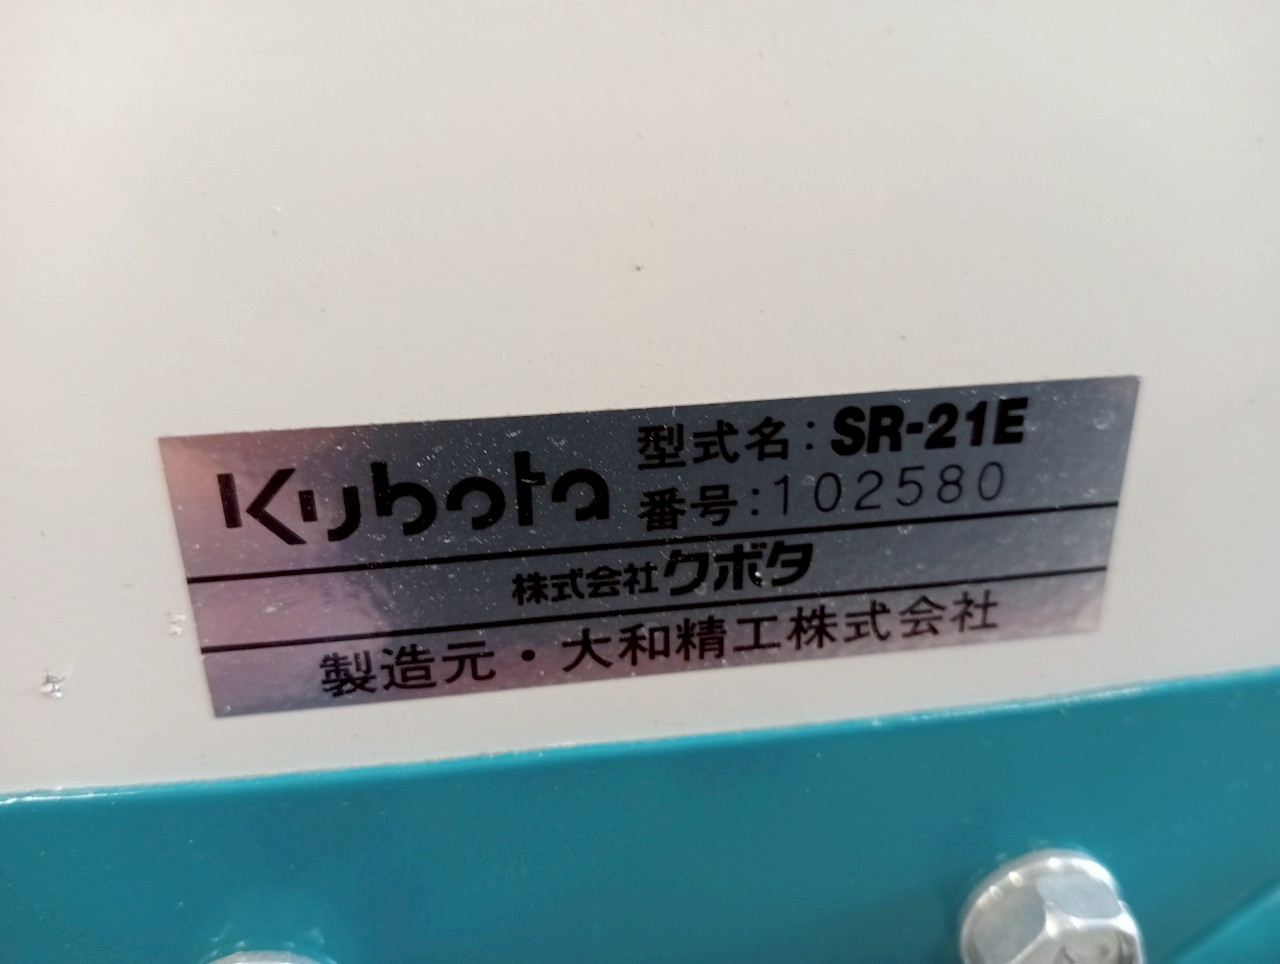 Kubota
型式名:SR-21E
番号:102580
株式会社クボタ
製造元・大和精工株式会社